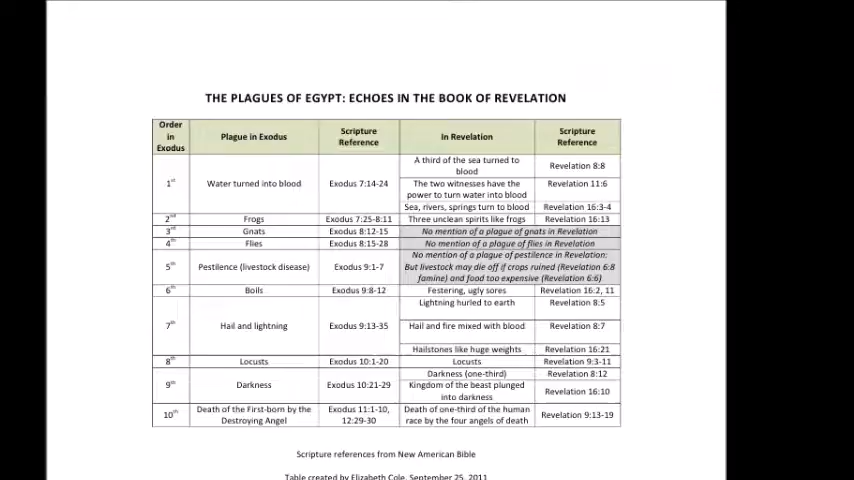 THE PLAGUES OF EGYPT: ECHOES IN THE BOOK OF REVELATION
Order in Exodus
Plague in Exodus
Scripture Reference
In Revelation
Scripture Reference
1st
Water turned into blood
Exodus 7:14-24
A third of the sea turned to blood
Revelation 8:8
The two witnesses have the power to turn water into blood
Revelation 11:6
Sea, rivers, springs turn to blood
Revelation 16:3-4
2nd
Frogs
Exodus 7:25-8:11
Three unclean spirits like frogs
Revelation 16:13
3rd
Gnats
Exodus 8:12-15
No mention of a plague of gnats in Revelation
4th
Flies
Exodus 8:15-28
No mention of a plague of flies in Revelation
5th
Pestilence (livestock disease)
Exodus 9:1-7
No mention of a plague of pestilence in Revelation;
But livestock may die off if crops ruined (Revelation 6:8
famine) and food too expensive (Revelation 6:6)
6th
Boils
Exodus 9:8-12
Festering, ugly sores
Revelation 16:2, 11
7th
Hail and lightning
Exodus 9:13-35
Lightning hurled to earth
Revelation 8:5
Hail and fire mixed with blood
Revelation 8:7
Hailstones like huge weights
Revelation 16:21
8th
Locusts
Exodus 10:1-20
Locusts
Revelation 9:3-11
9th
Darkness
Exodus 10:21-29
Darkness (one-third)
Revelation 8:12
Kingdom of the beast plunged into darkness
Revelation 16:10
10th
Death of the First-born by the Destroying Angel
Exodus 11:1-10, 12:29-30
Death of one-third of the human race by the four angels of death
Revelation 9:13-19
Scripture references from New American Bible
Table created by Elizabeth Cole, September 25, 2011